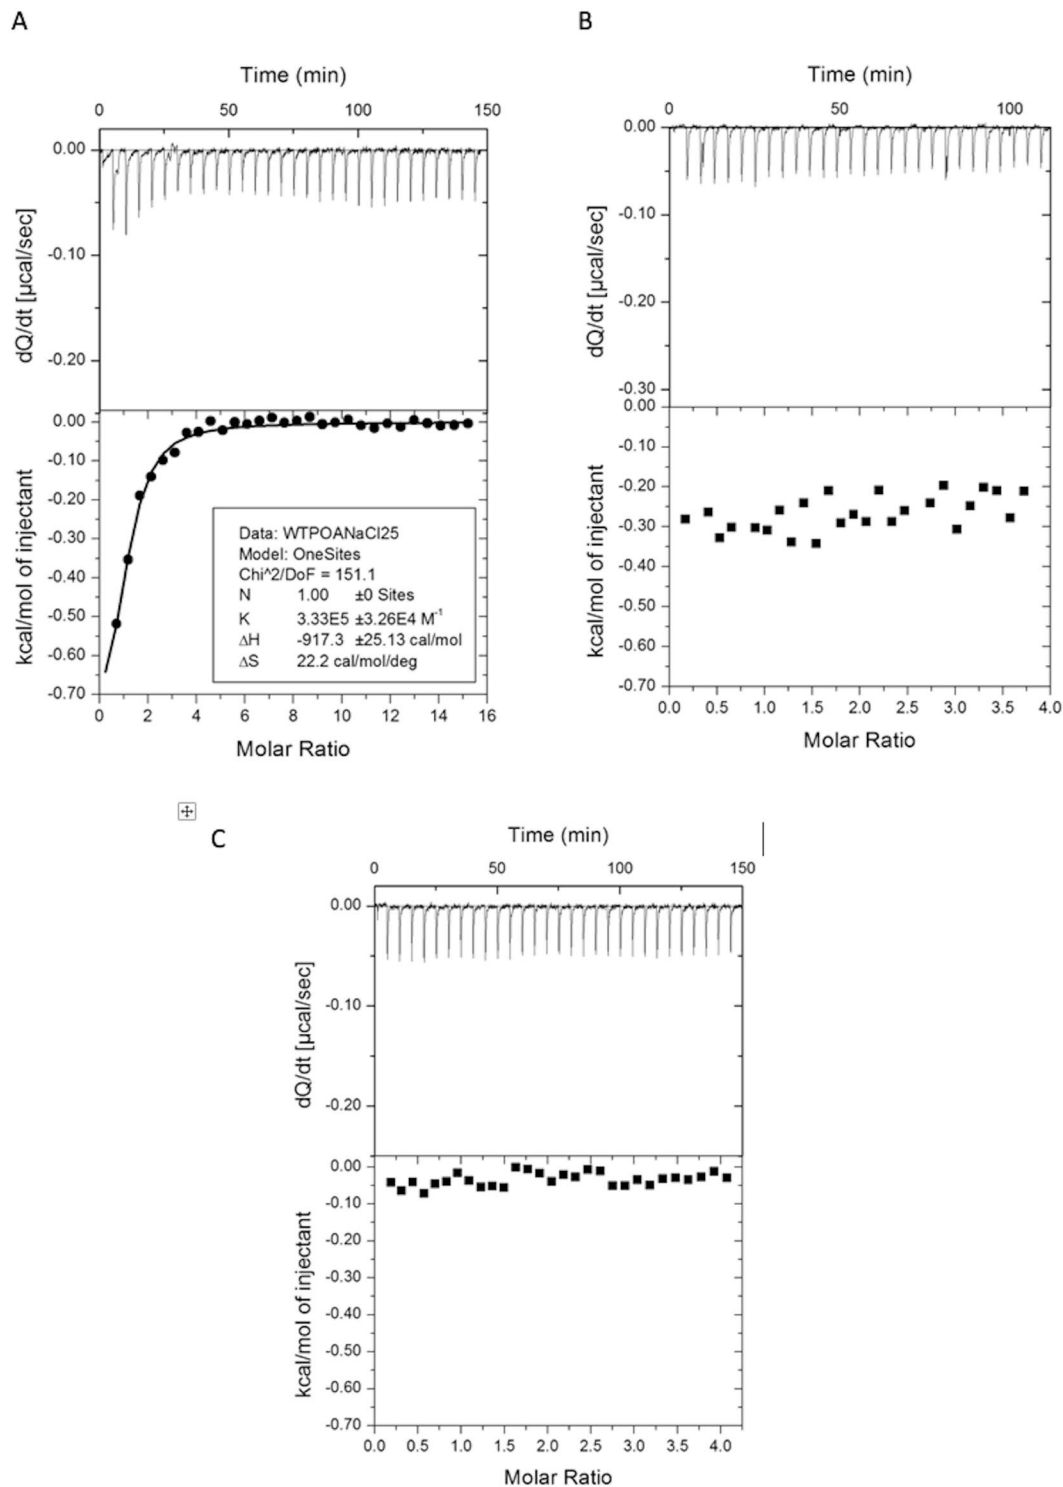 A
Time (min)
0 50 100 150
0.00
-0.10
-0.20
dQ/dt [µcal/sec]
0.00
-0.10
-0.20
-0.30
-0.40
-0.50
-0.60
-0.70
kcal/mol of injectant
Data: WTPOANaCl25
Model: OneSites
Chi^2/DoF = 151.1
N 1.00 ±0 Sites
K 3.33E5 ±3.26E4 M⁻¹
ΔH -917.3 ±25.13 cal/mol
ΔS 22.2 cal/mol/deg
0 2 4 6 8 10 12 14 16
Molar Ratio
B
Time (min)
0 50 100
0.00
-0.10
-0.20
-0.30
dQ/dt [µcal/sec]
0.00
-0.10
-0.20
-0.30
-0.40
-0.50
-0.60
-0.70
kcal/mol of injectant
0.0 0.5 1.0 1.5 2.0 2.5 3.0 3.5 4.0
Molar Ratio
C
Time (min)
0 50 100 150
0.00
-0.10
-0.20
dQ/dt [µcal/sec]
0.00
-0.10
-0.20
-0.30
-0.40
-0.50
-0.60
-0.70
kcal/mol of injectant
0.0 0.5 1.0 1.5 2.0 2.5 3.0 3.5 4.0
Molar Ratio